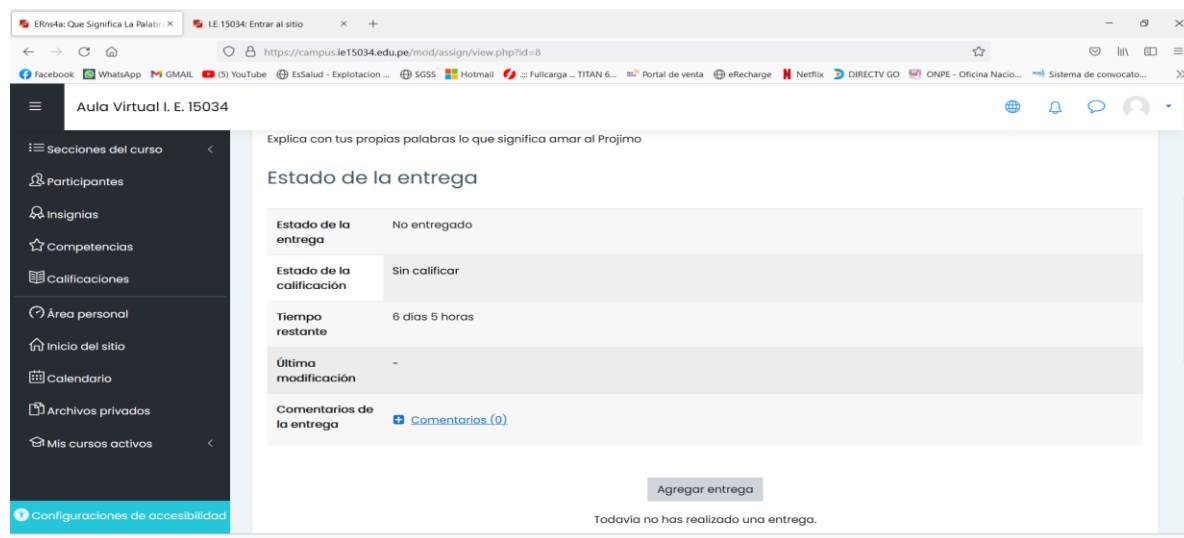 ERns4a: Que Significa La Palabr
I.E 15034: Entrar al sitio
https://campus.ie15034.edu.pe/mod/assign/view.php?id=8
Facebook WhatsApp GMAIL (5) YouTube EsSalud - Explotacion ... SGSS Hotmail .:: Fullcarga ... TITAN 6... Portal de venta eRecharge Netflix DIRECTV GO ONPE - Oficina Nacio... Sistema de convocato...
Aula Virtual I. E. 15034
Secciones del curso
Participantes
Insignias
Competencias
Calificaciones
Área personal
Inicio del sitio
Calendario
Archivos privados
Mis cursos activos
Configuraciones de accesibilidad
Explica con tus propias palabras lo que significa amar al Projimo
Estado de la entrega
Estado de la
entrega
No entregado
Estado de la
calificación
Sin calificar
Tiempo
restante
6 días 5 horas
Última
modificación
-
Comentarios de
la entrega
Comentarios (0)
Agregar entrega
Todavía no has realizado una entrega.